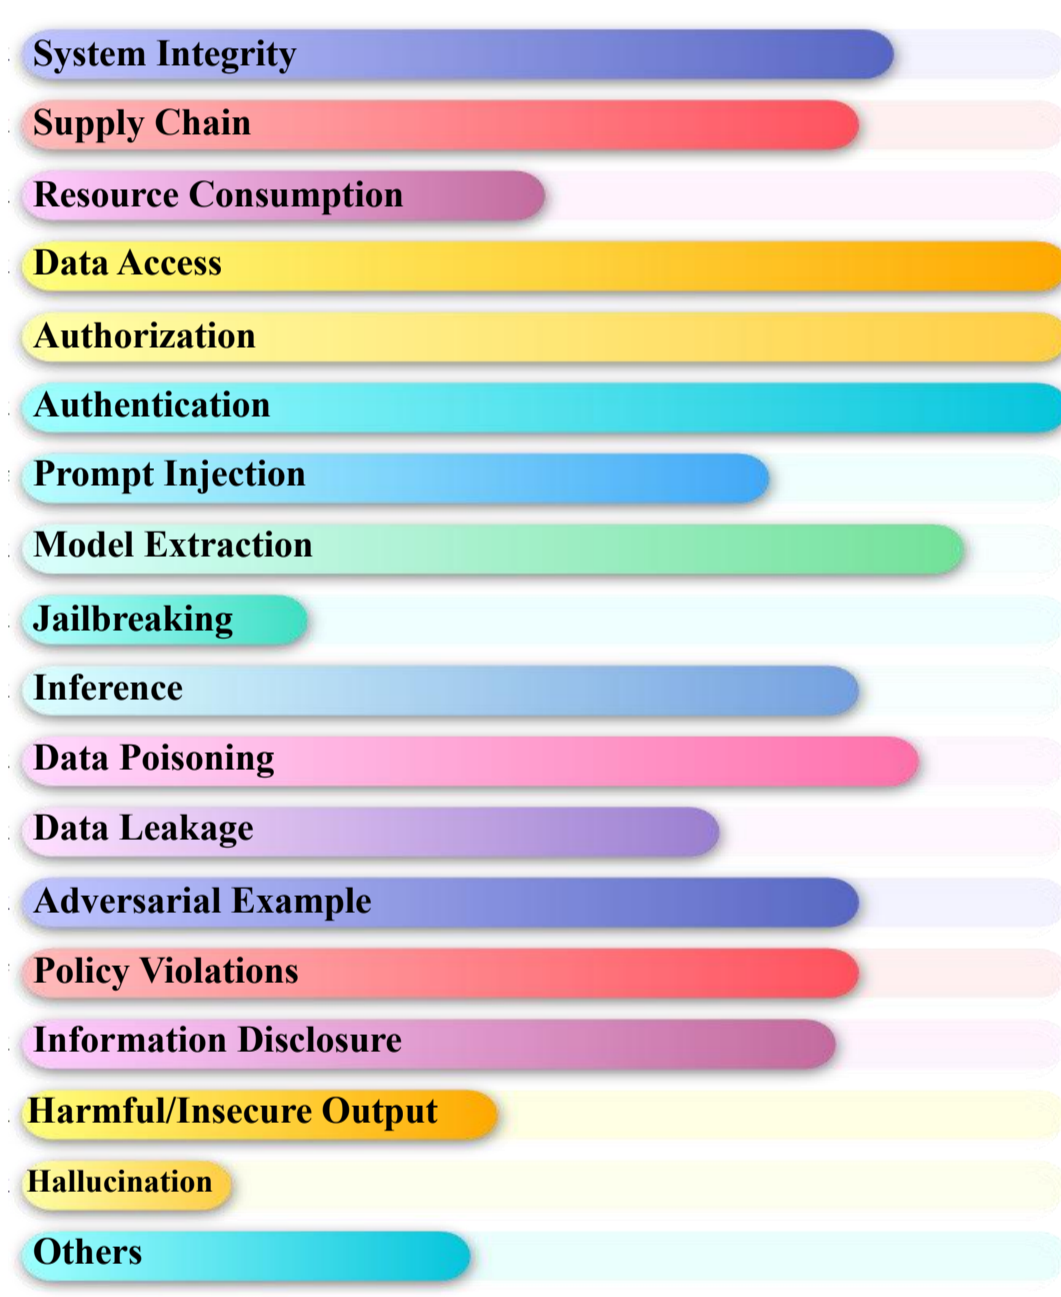 System Integrity
Supply Chain
Resource Consumption
Data Access
Authorization
Authentication
Prompt Injection
Model Extraction
Jailbreaking
Inference
Data Poisoning
Data Leakage
Adversarial Example
Policy Violations
Information Disclosure
Harmful/Insecure Output
Hallucination
Others